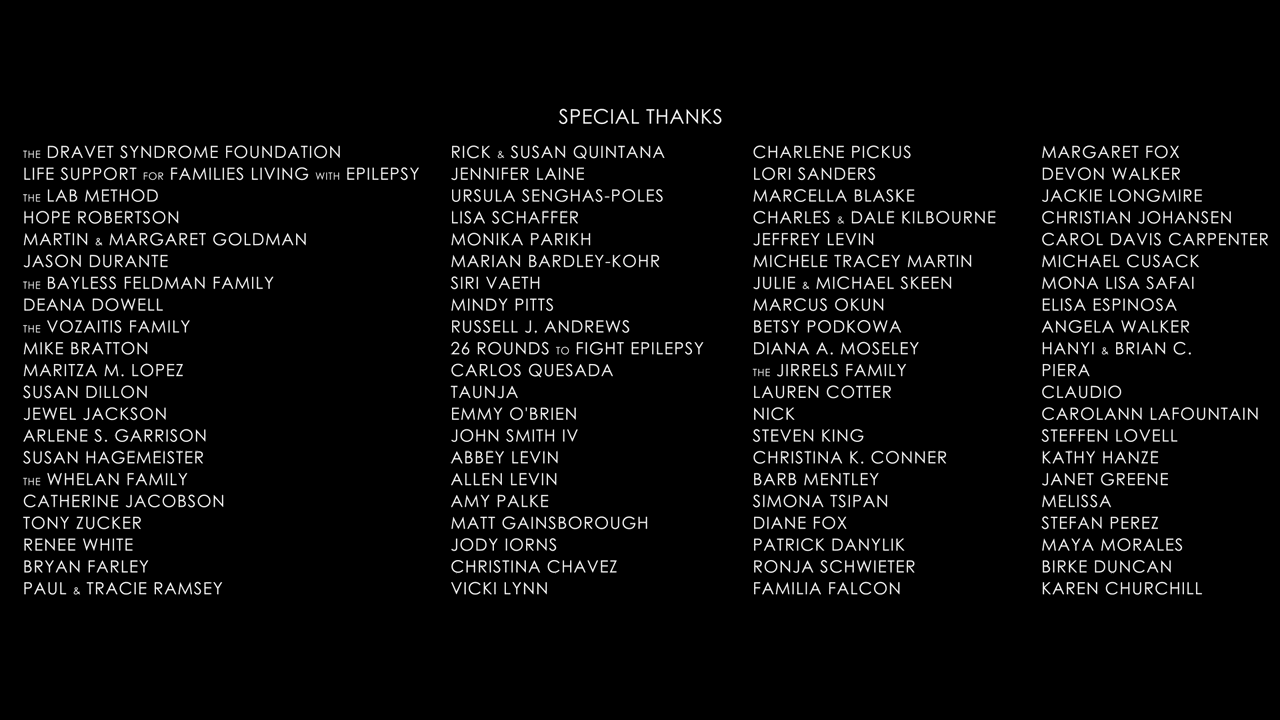 SPECIAL THANKS
THE DRAVET SYNDROME FOUNDATION
LIFE SUPPORT FOR FAMILIES LIVING WITH EPILEPSY
THE LAB METHOD
HOPE ROBERTSON
MARTIN & MARGARET GOLDMAN
JASON DURANTE
THE BAYLESS FELDMAN FAMILY
DEANA DOWELL
THE VOZAITIS FAMILY
MIKE BRATTON
MARITZA M. LOPEZ
SUSAN DILLON
JEWEL JACKSON
ARLENE S. GARRISON
SUSAN HAGEMEISTER
THE WHELAN FAMILY
CATHERINE JACOBSON
TONY ZUCKER
RENEE WHITE
BRYAN FARLEY
PAUL & TRACIE RAMSEY
RICK & SUSAN QUINTANA
JENNIFER LAINE
URSULA SENGHAS-POLES
LISA SCHAFFER
MONIKA PARIKH
MARIAN BARDLEY-KOHR
SIRI VAETH
MINDY PITTS
RUSSELL J. ANDREWS
26 ROUNDS TO FIGHT EPILEPSY
CARLOS QUESADA
TAUNJA
EMMY O'BRIEN
JOHN SMITH IV
ABBEY LEVIN
ALLEN LEVIN
AMY PALKE
MATT GAINSBOROUGH
JODY IORNS
CHRISTINA CHAVEZ
VICKI LYNN
CHARLENE PICKUS
LORI SANDERS
MARCELLA BLASKE
CHARLES & DALE KILBOURNE
JEFFREY LEVIN
MICHELE TRACEY MARTIN
JULIE & MICHAEL SKEEN
MARCUS OKUN
BETSY PODKOWA
DIANA A. MOSELEY
THE JIRRELS FAMILY
LAUREN COTTER
NICK
STEVEN KING
CHRISTINA K. CONNER
BARB MENTLEY
SIMONA TSIPAN
DIANE FOX
PATRICK DANYLIK
RONJA SCHWIETER
FAMILIA FALCON
MARGARET FOX
DEVON WALKER
JACKIE LONGMIRE
CHRISTIAN JOHANSEN
CAROL DAVIS CARPENTER
MICHAEL CUSACK
MONA LISA SAFAI
ELISA ESPINOSA
ANGELA WALKER
HANYI & BRIAN C.
PIERA
CLAUDIO
CAROLANN LAFOUNTAIN
STEFFEN LOVELL
KATHY HANZE
JANET GREENE
MELISSA
STEFAN PEREZ
MAYA MORALES
BIRKE DUNCAN
KAREN CHURCHILL